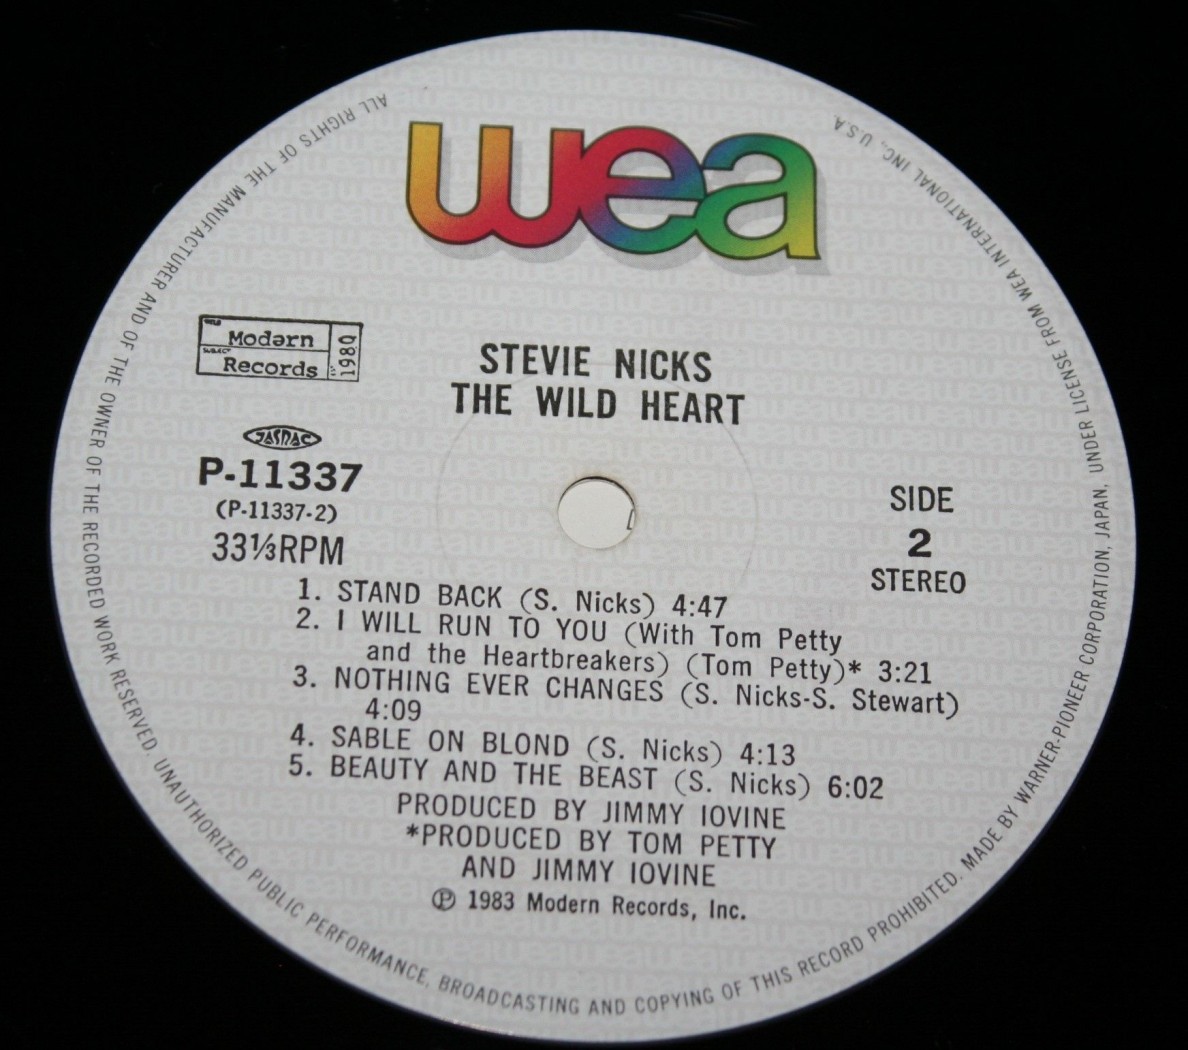 wea
Modern
Records
1980
STEVIE NICKS
THE WILD HEART
JASRAC
P-11337
(P-11337-2)
33⅓RPM
SIDE
2
STEREO
1. STAND BACK (S. Nicks) 4:47
2. I WILL RUN TO YOU (With Tom Petty
and the Heartbreakers) (Tom Petty)* 3:21
3. NOTHING EVER CHANGES (S. Nicks-S. Stewart)
4:09
4. SABLE ON BLOND (S. Nicks) 4:13
5. BEAUTY AND THE BEAST (S. Nicks) 6:02
PRODUCED BY JIMMY IOVINE
*PRODUCED BY TOM PETTY
AND JIMMY IOVINE
℗ 1983 Modern Records, Inc.
ALL RIGHTS OF THE MANUFACTURER AND OF THE OWNER OF THE RECORDED WORK RESERVED. UNAUTHORIZED PUBLIC PERFORMANCE, BROADCASTING AND COPYING OF THIS RECORD PROHIBITED. MADE BY WARNER-PIONEER CORPORATION, JAPAN, UNDER LICENSE FROM WEA INTERNATIONAL INC., U.S.A.